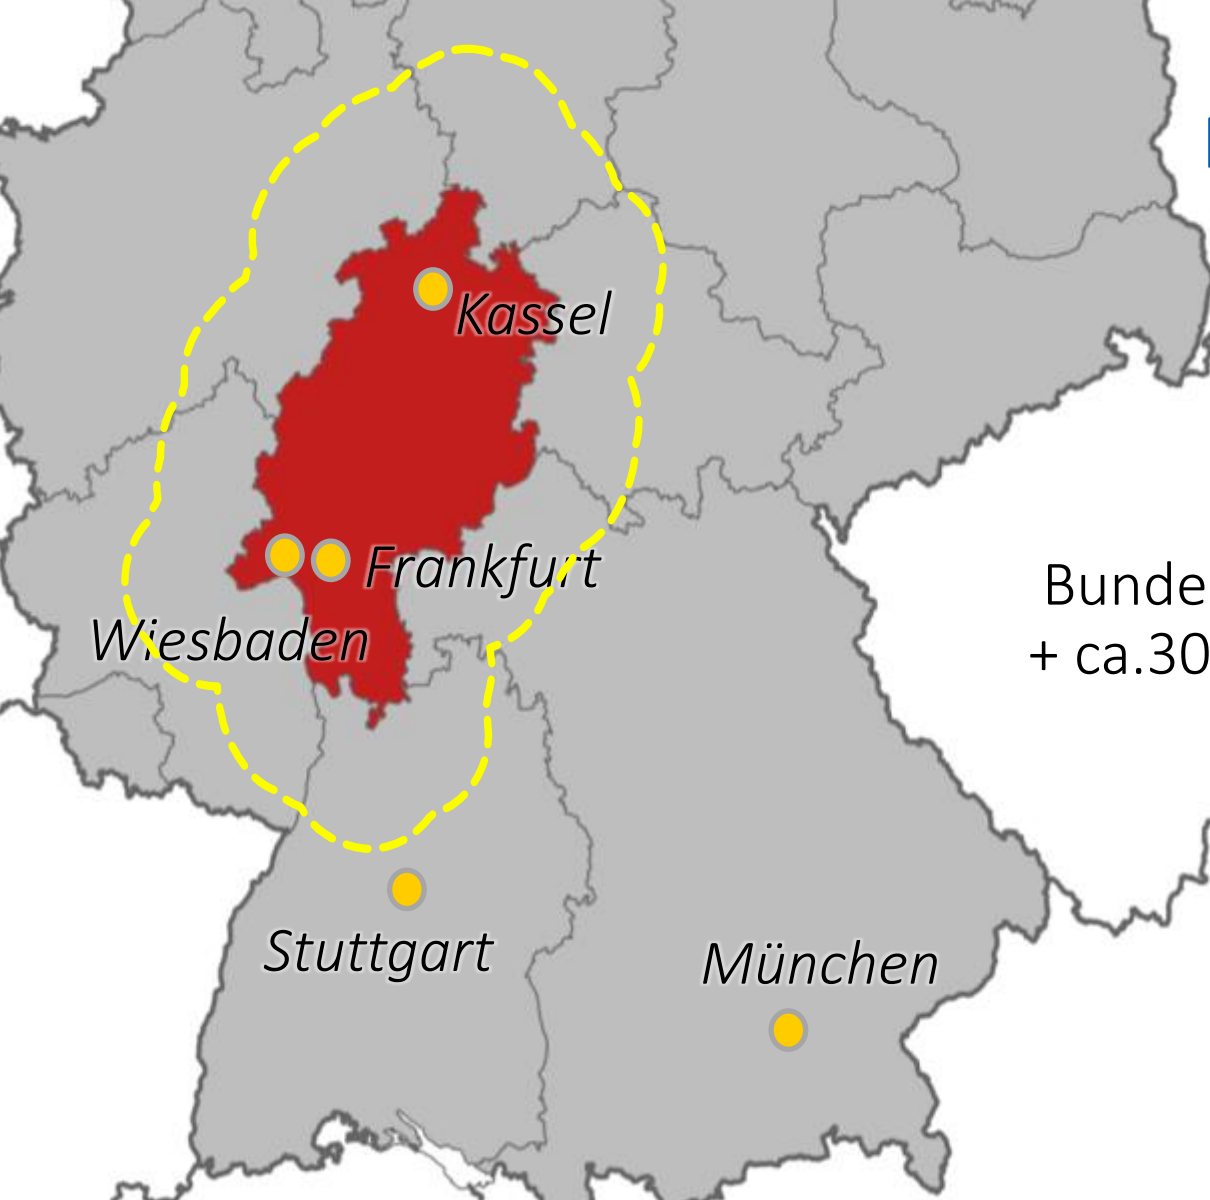 Kassel
Frankfurt
Bunde
Wiesbaden
+ ca.30
Stuttgart
München